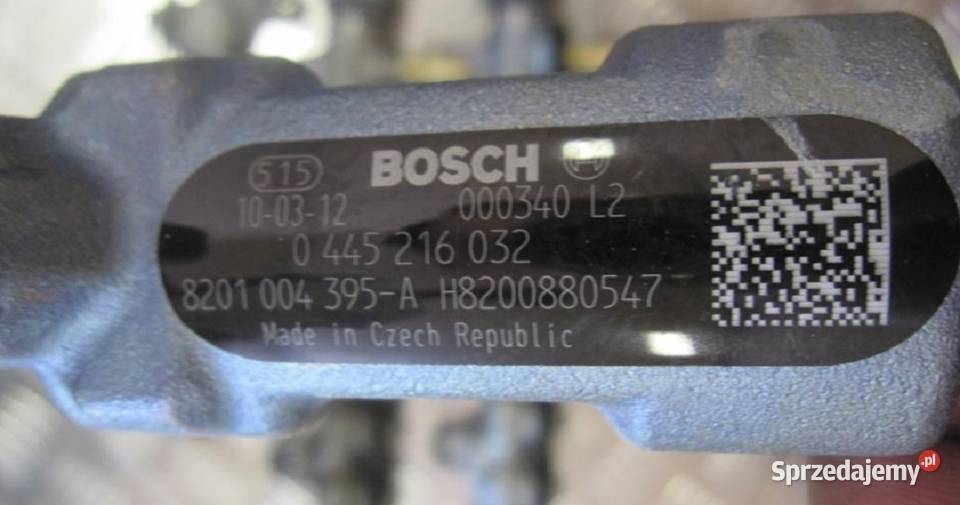 515 BOSCH
10-03-12 000340 L2
0 445 216 032
8201 004 395-A H8200880547
Made in Czech Republic
Sprzedajemy.pl